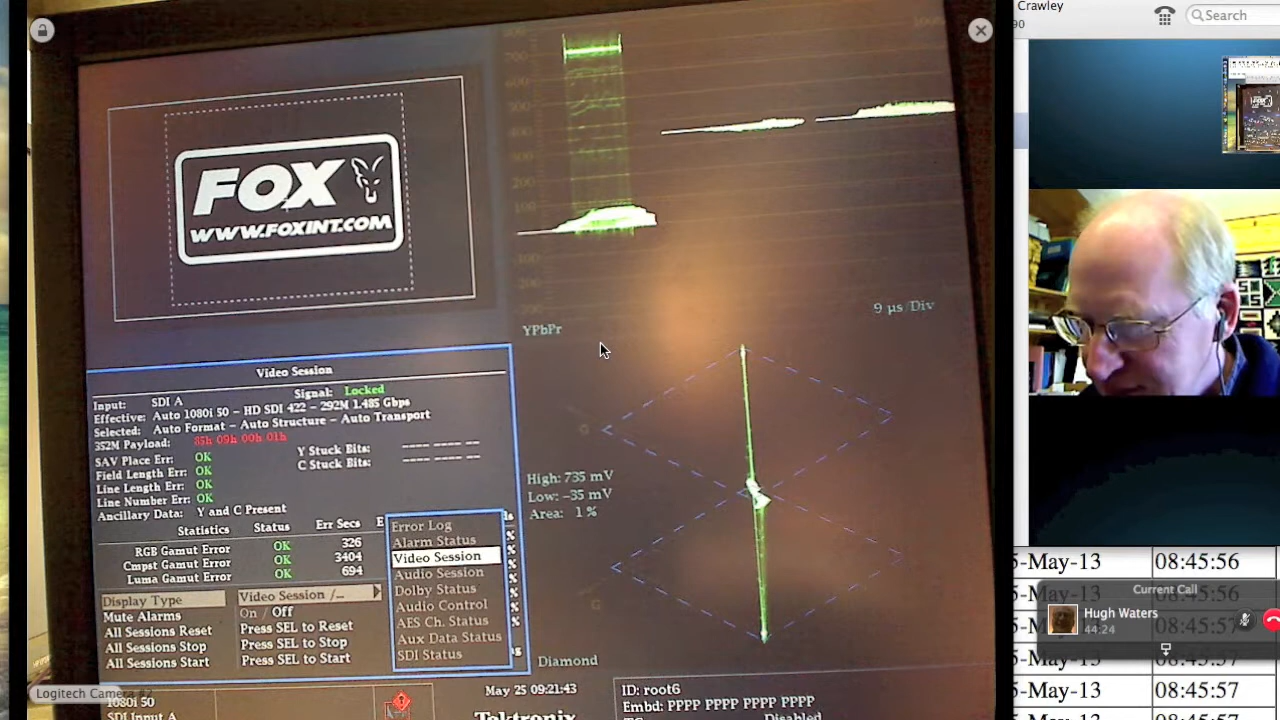 Crawley
90
Search
FOX
WWW.FOXINT.COM
YPbPr
9 µs/Div
Video Session
Input: SDI A Signal: Locked
Effective: Auto 1080i 50 – HD SDI 422 – 292M 1.485 Gbps
Selected: Auto Format – Auto Structure – Auto Transport
352M Payload: 85h 09h 00h 01h
SAV Place Err: OK Y Stuck Bits: ---- ---- -- --
Field Length Err: OK C Stuck Bits: ---- ---- -- --
Line Length Err: OK
Line Number Err: OK
Ancillary Data: Y and C Present
Statistics Status Err Secs
RGB Gamut Error OK 326
Cmpst Gamut Error OK 3404
Luma Gamut Error OK 694
Display Type Video Session /...
Mute Alarms On / Off
All Sessions Reset Press SEL to Reset
All Sessions Stop Press SEL to Stop
All Sessions Start Press SEL to Start
Error Log
Alarm Status
Video Session
Audio Session
Dolby Status
Audio Control
AES Ch. Status
Aux Data Status
SDI Status
High: 735 mV
Low: –35 mV
Area: 1 %
Diamond
Logitech Camera #2
1080i 50
SDI Input A
May 25 09:21:43
Tektronix
ID: root6
Embd: PPPP PPPP PPPP PPPP
Disabled
5-May-13 08:45:56
Current Call
Hugh Waters
44:24
5-May-13 08:45:57
5-May-13 08:45:57